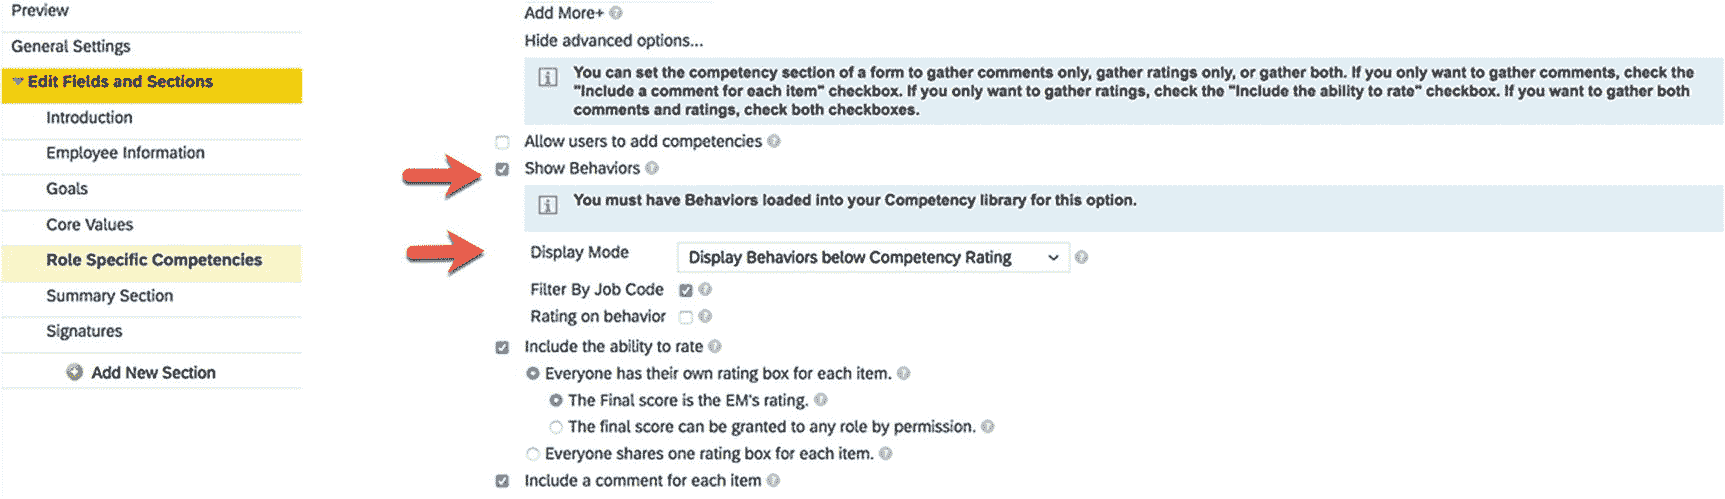 Preview
General Settings
Edit Fields and Sections
Introduction
Employee Information
Goals
Core Values
Role Specific Competencies
Summary Section
Signatures
Add New Section
Add More+
Hide advanced options...
You can set the competency section of a form to gather comments only, gather ratings only, or gather both. If you only want to gather comments, check the
"Include a comment for each item" checkbox. If you only want to gather ratings, check the "Include the ability to rate" checkbox. If you want to gather both
comments and ratings, check both checkboxes.
Allow users to add competencies
Show Behaviors
You must have Behaviors loaded into your Competency library for this option.
Display Mode Display Behaviors below Competency Rating
Filter By Job Code
Rating on behavior
Include the ability to rate
Everyone has their own rating box for each item.
The Final score is the EM's rating.
The final score can be granted to any role by permission.
Everyone shares one rating box for each item.
Include a comment for each item